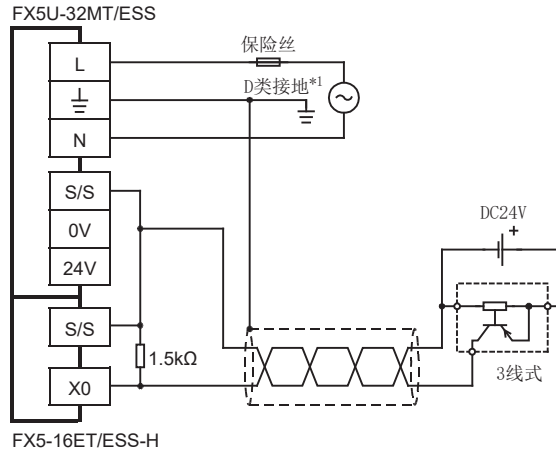 FX5U-32MT/ESS
L
保险丝
D类接地*1
N
S/S
0V
24V
DC24V
+
S/S
1.5kΩ
X0
3线式
FX5-16ET/ESS-H